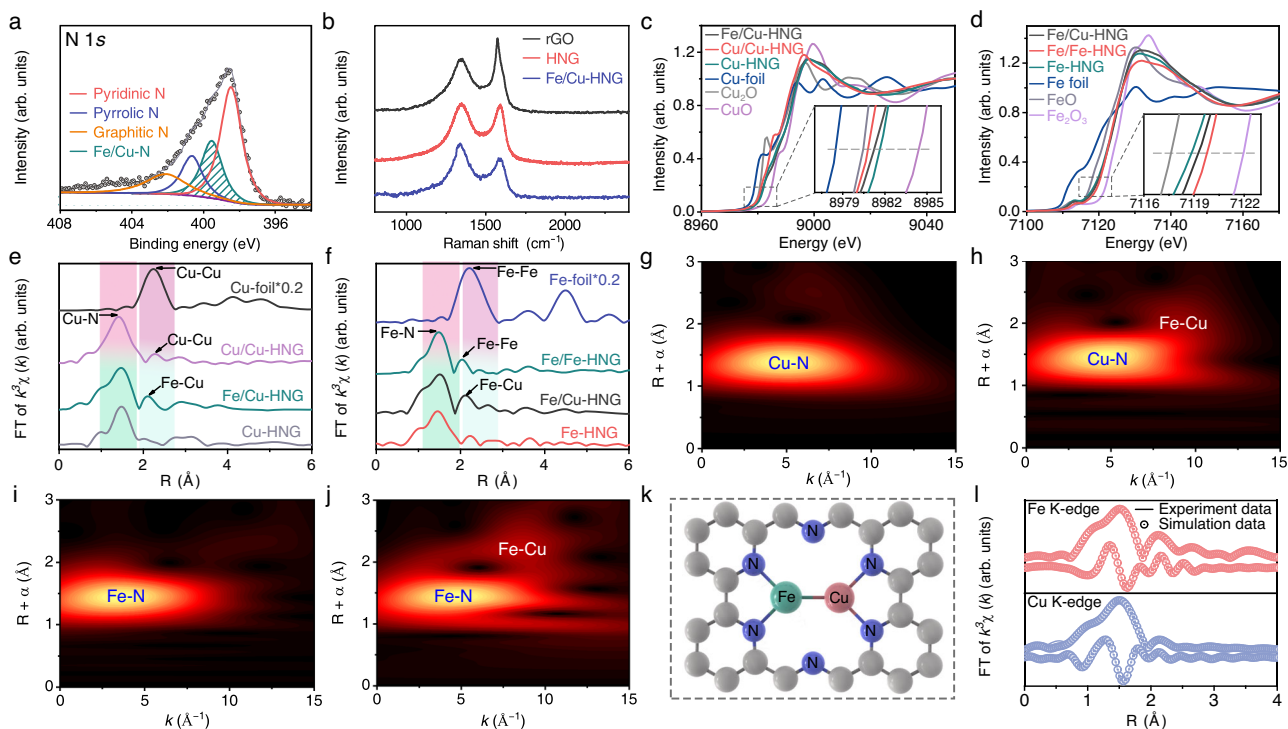 a
N 1s
Intensity (arb. units)
Pyridinic N
Pyrrolic N
Graphitic N
Fe/Cu-N
408 404 400 396
Binding energy (eV)
b
Intensity (arb. units)
rGO
HNG
Fe/Cu-HNG
1000 1500 2000
Raman shift (cm⁻¹)
c
Intensity (arb. units)
1.2
0.8
0.4
0.0
Fe/Cu-HNG
Cu/Cu-HNG
Cu-HNG
Cu-foil
Cu₂O
CuO
8979 8982 8985
8960 9000 9040
Energy (eV)
d
Intensity (arb. units)
1.2
0.8
0.4
0.0
Fe/Cu-HNG
Fe/Fe-HNG
Fe-HNG
Fe foil
FeO
Fe₂O₃
7116 7119 7122
7100 7120 7140 7160
Energy (eV)
e
FT of k³χ (k) (arb. units)
Cu-Cu
Cu-foil*0.2
Cu-N
Cu-Cu
Cu/Cu-HNG
Fe-Cu
Fe/Cu-HNG
Cu-HNG
0 2 4 6
R (Å)
f
FT of k³χ (k) (arb. units)
Fe-Fe
Fe-foil*0.2
Fe-N
Fe-Fe
Fe/Fe-HNG
Fe-Cu
Fe/Cu-HNG
Fe-HNG
0 2 4 6
R (Å)
g
R + α (Å)
3
2
1
0
Cu-N
0 5 10 15
k (Å⁻¹)
h
R + α (Å)
3
2
1
0
Fe-Cu
Cu-N
0 5 10 15
k (Å⁻¹)
i
R + α (Å)
3
2
1
0
Fe-N
0 5 10 15
k (Å⁻¹)
j
R + α (Å)
3
2
1
0
Fe-Cu
Fe-N
0 5 10 15
k (Å⁻¹)
k
N
N N
Fe Cu
N N
N
l
FT of k³χ (k) (arb. units)
Fe K-edge
Experiment data
Simulation data
Cu K-edge
0 1 2 3 4
R (Å)